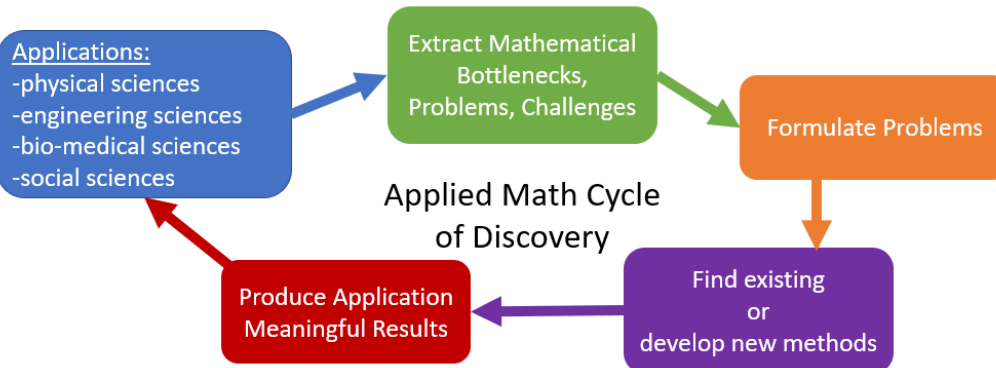 Applications:
-physical sciences
-engineering sciences
-bio-medical sciences
-social sciences
Extract Mathematical
Bottlenecks,
Problems, Challenges
Formulate Problems
Find existing
or
develop new methods
Produce Application
Meaningful Results
Applied Math Cycle
of Discovery